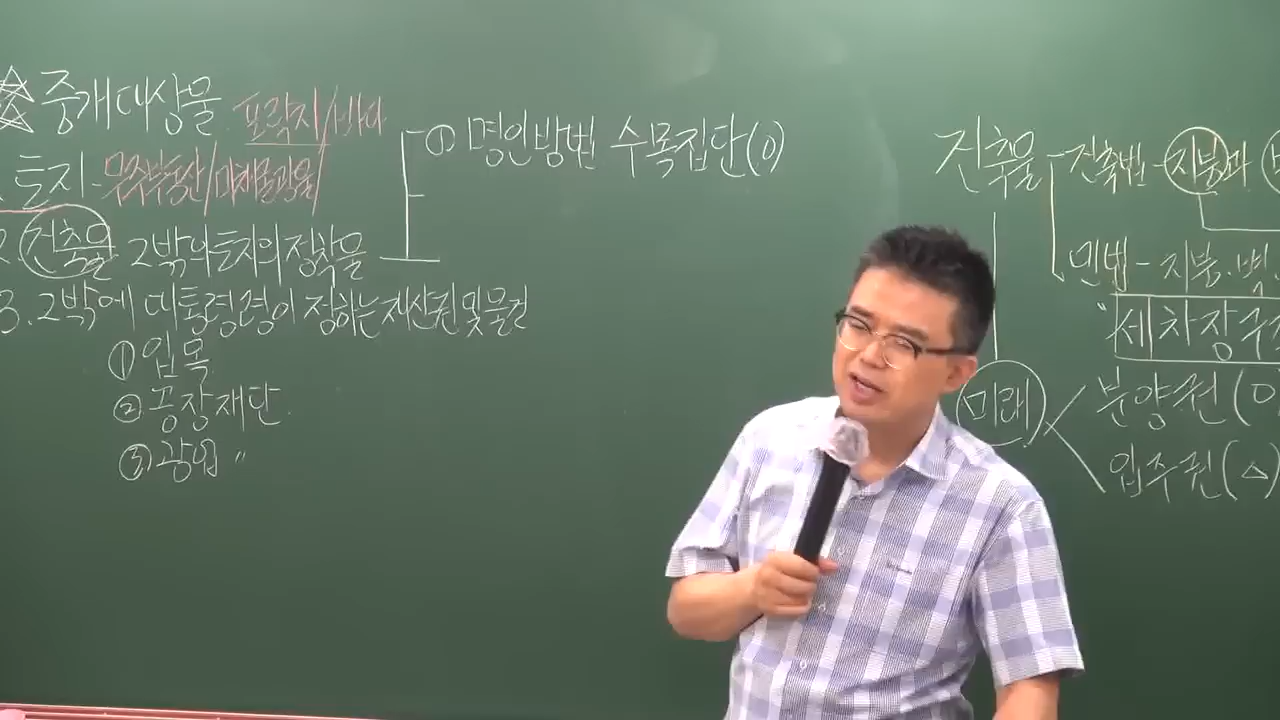 ☆ 중개대상물 포락지/바다
토지 - 무주부동산/미채굴광물/
2. 건축물 그밖의 토지의 정착물
3. 그밖에 대통령령이 정하는 재산권 및 물건
① 입목
② 공장재단
③ 광업 〃
① 명인방법 수목집단(O)
건축물 건축법 - 지붕과
민법 - 지붕·벽
"세차장구
미래 분양권(O
입주권(△)